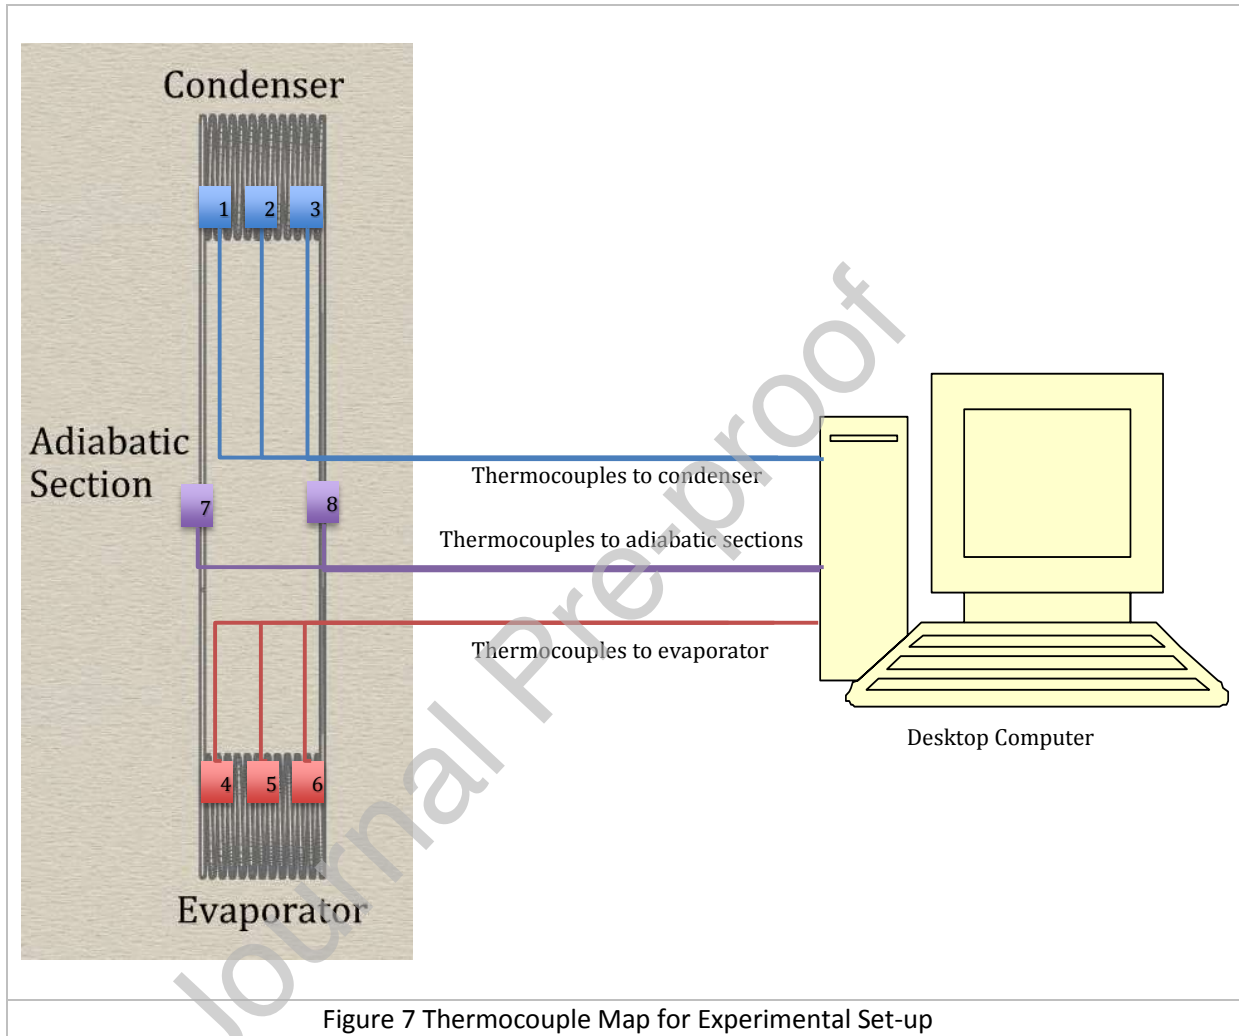 Condenser
1 2 3
Adiabatic
Section
7 8
Thermocouples to condenser
Thermocouples to adiabatic sections
Thermocouples to evaporator
4 5 6
Evaporator
Desktop Computer
Journal Pre-proof
Figure 7 Thermocouple Map for Experimental Set-up